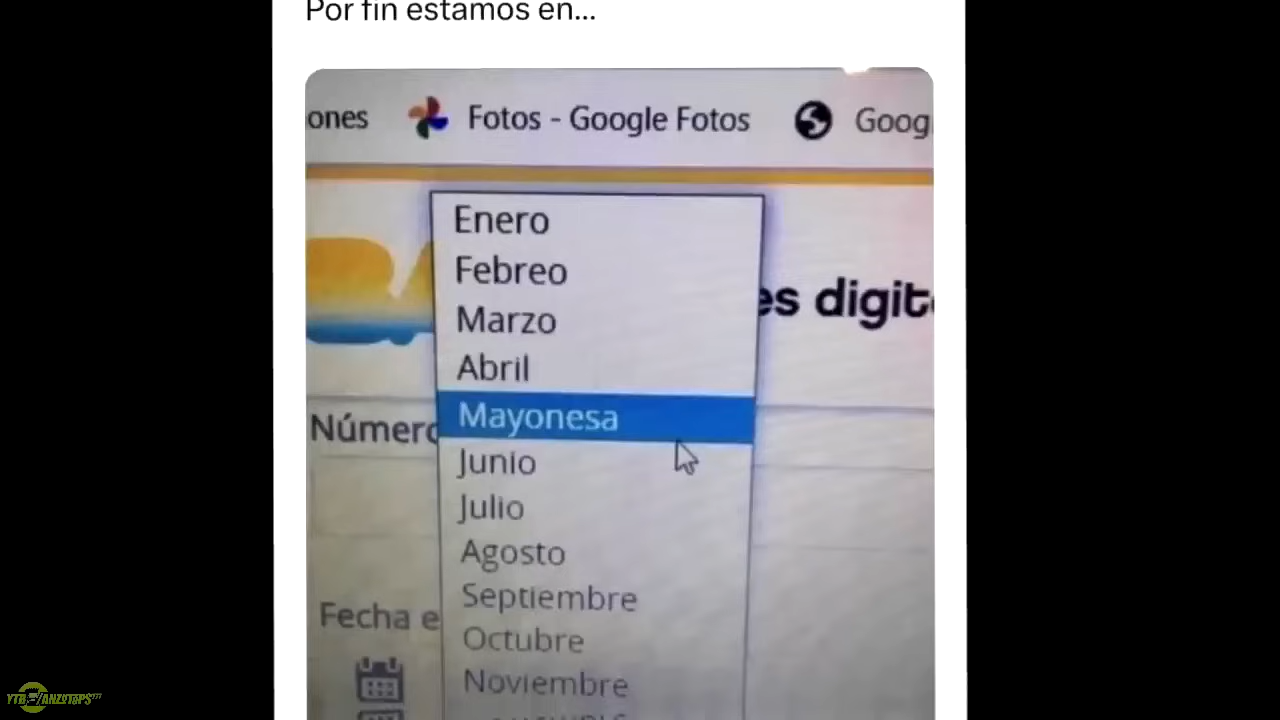 Por fin estamos en...
ones Fotos - Google Fotos Goog
Enero
Febreo
Marzo
es digit
Abril
Mayonesa
Número
Junio
Julio
Agosto
Septiembre
Fecha e
Octubre
Noviembre